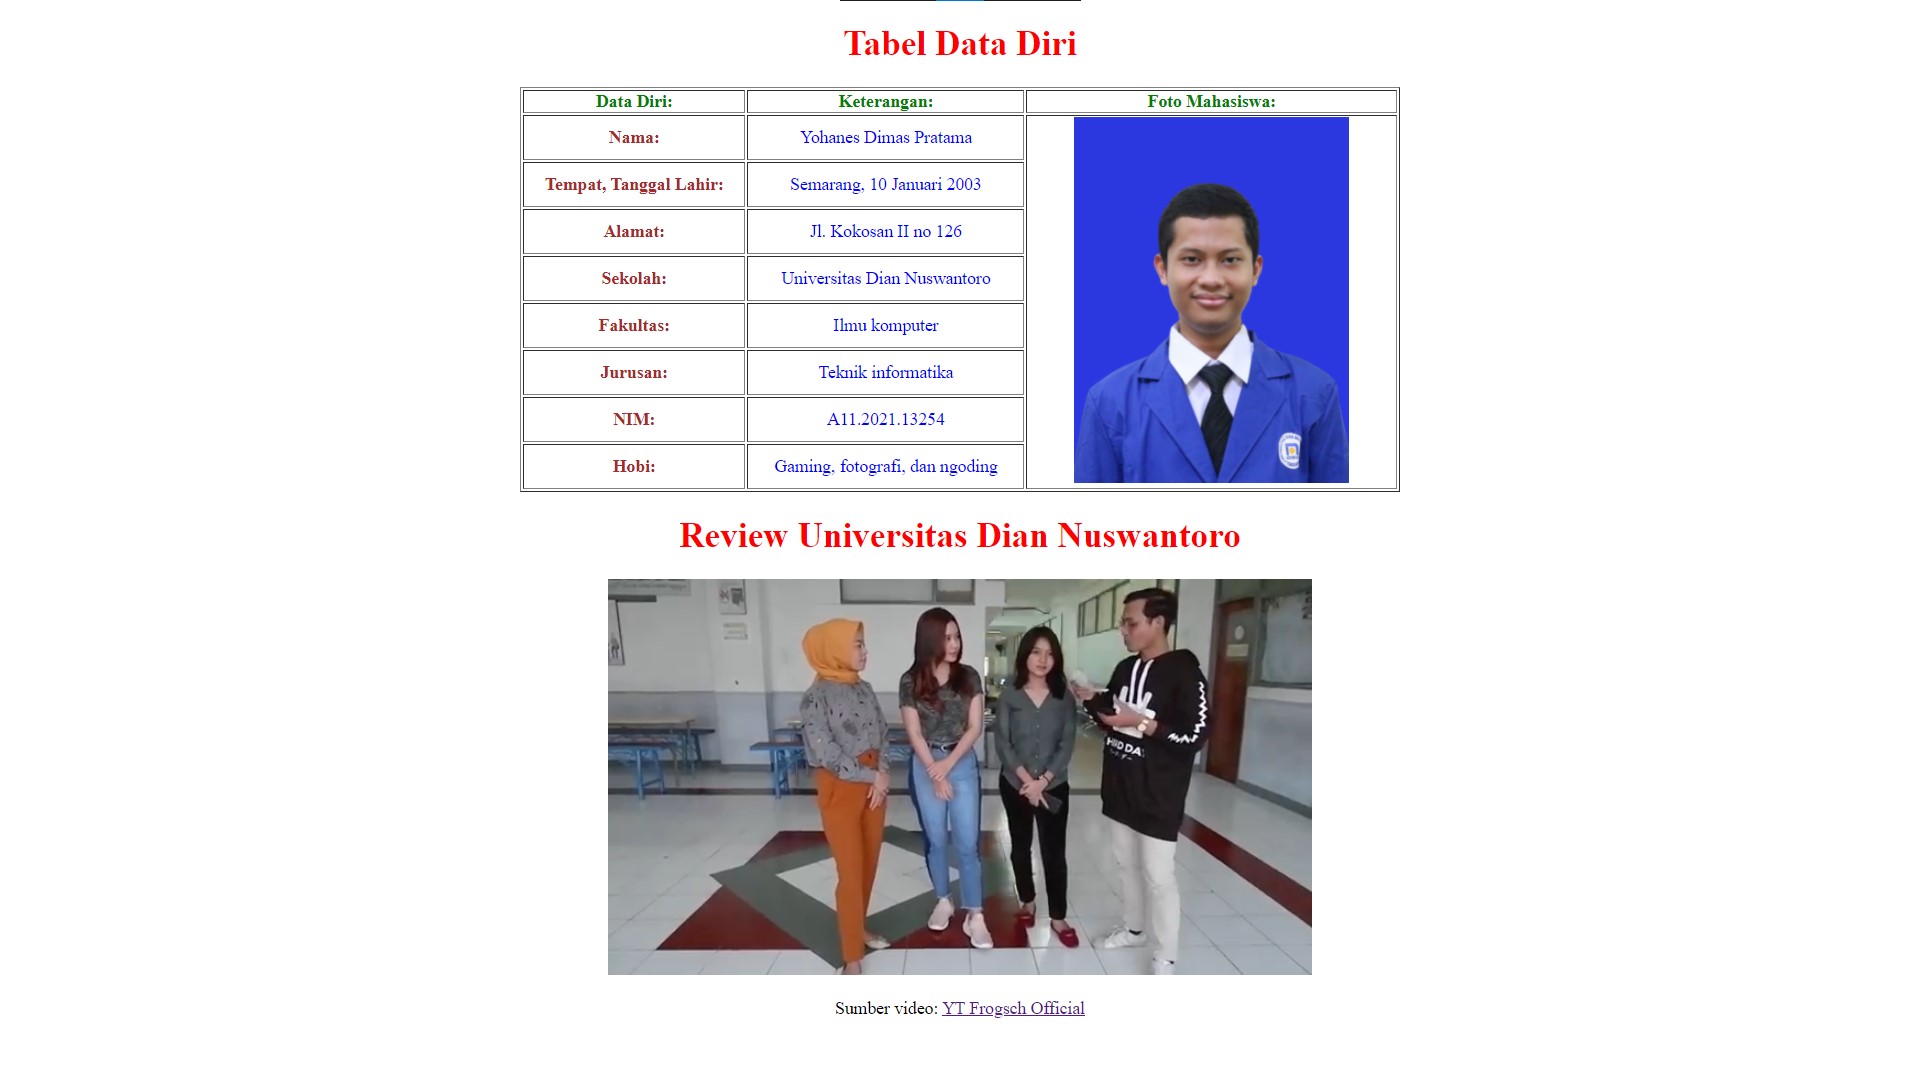 Tabel Data Diri
Data Diri: Keterangan: Foto Mahasiswa:
Nama: Yohanes Dimas Pratama
Tempat, Tanggal Lahir: Semarang, 10 Januari 2003
Alamat: Jl. Kokosan II no 126
Sekolah: Universitas Dian Nuswantoro
Fakultas: Ilmu komputer
Jurusan: Teknik informatika
NIM: A11.2021.13254
Hobi: Gaming, fotografi, dan ngoding
Review Universitas Dian Nuswantoro
Sumber video: YT Frogsch Official